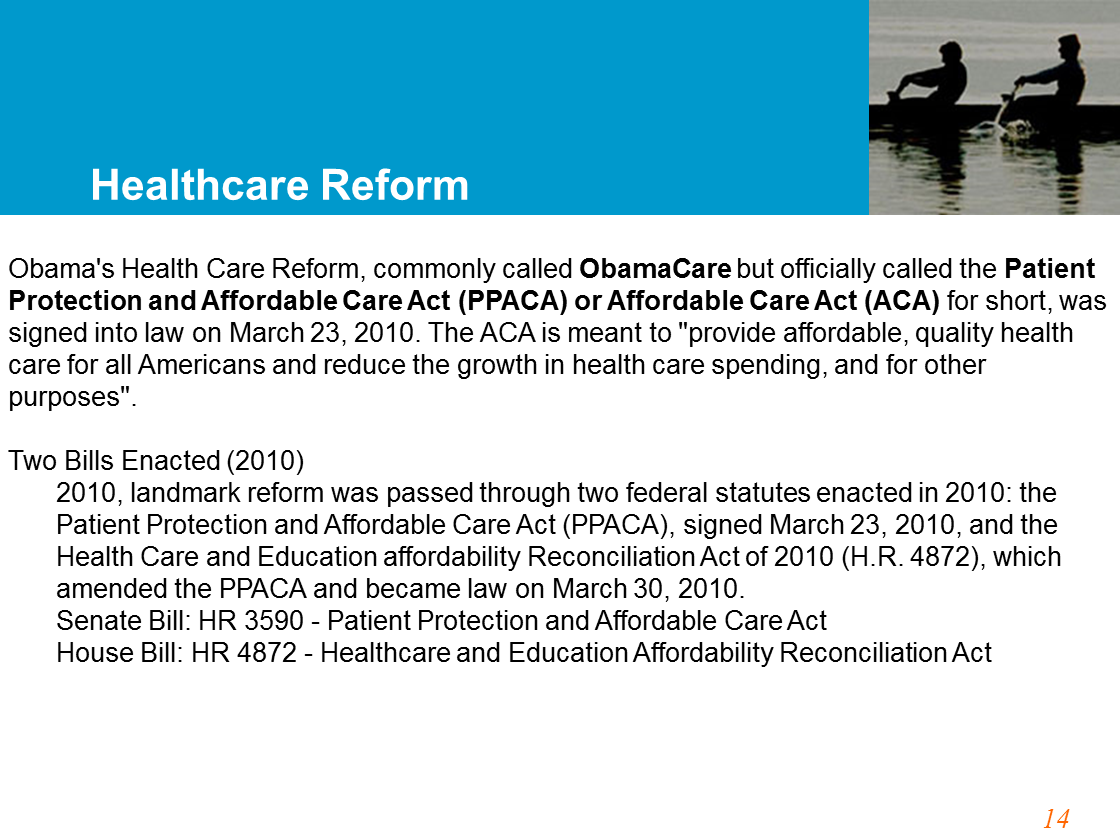 Healthcare Reform
Obama's Health Care Reform, commonly called ObamaCare but officially called the Patient
Protection and Affordable Care Act (PPACA) or Affordable Care Act (ACA) for short, was
signed into law on March 23, 2010. The ACA is meant to "provide affordable, quality health
care for all Americans and reduce the growth in health care spending, and for other
purposes".
Two Bills Enacted (2010)
2010, landmark reform was passed through two federal statutes enacted in 2010: the
Patient Protection and Affordable Care Act (PPACA), signed March 23, 2010, and the
Health Care and Education affordability Reconciliation Act of 2010 (H.R. 4872), which
amended the PPACA and became law on March 30, 2010.
Senate Bill: HR 3590 - Patient Protection and Affordable Care Act
House Bill: HR 4872 - Healthcare and Education Affordability Reconciliation Act
14